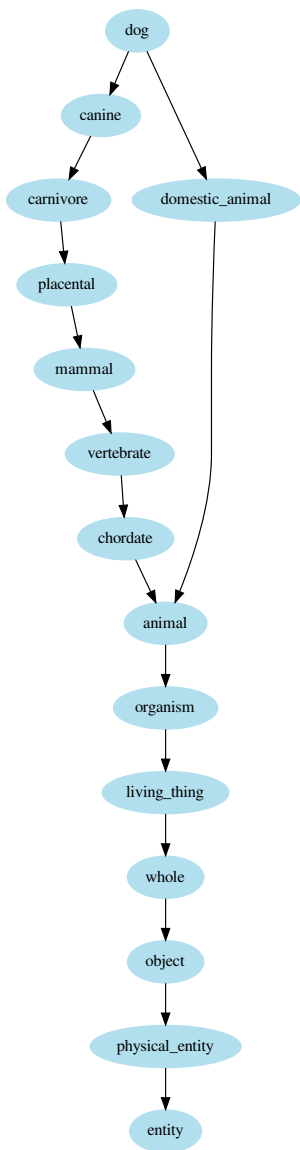 dog
canine
carnivore
domestic_animal
placental
mammal
vertebrate
chordate
animal
organism
living_thing
whole
object
physical_entity
entity